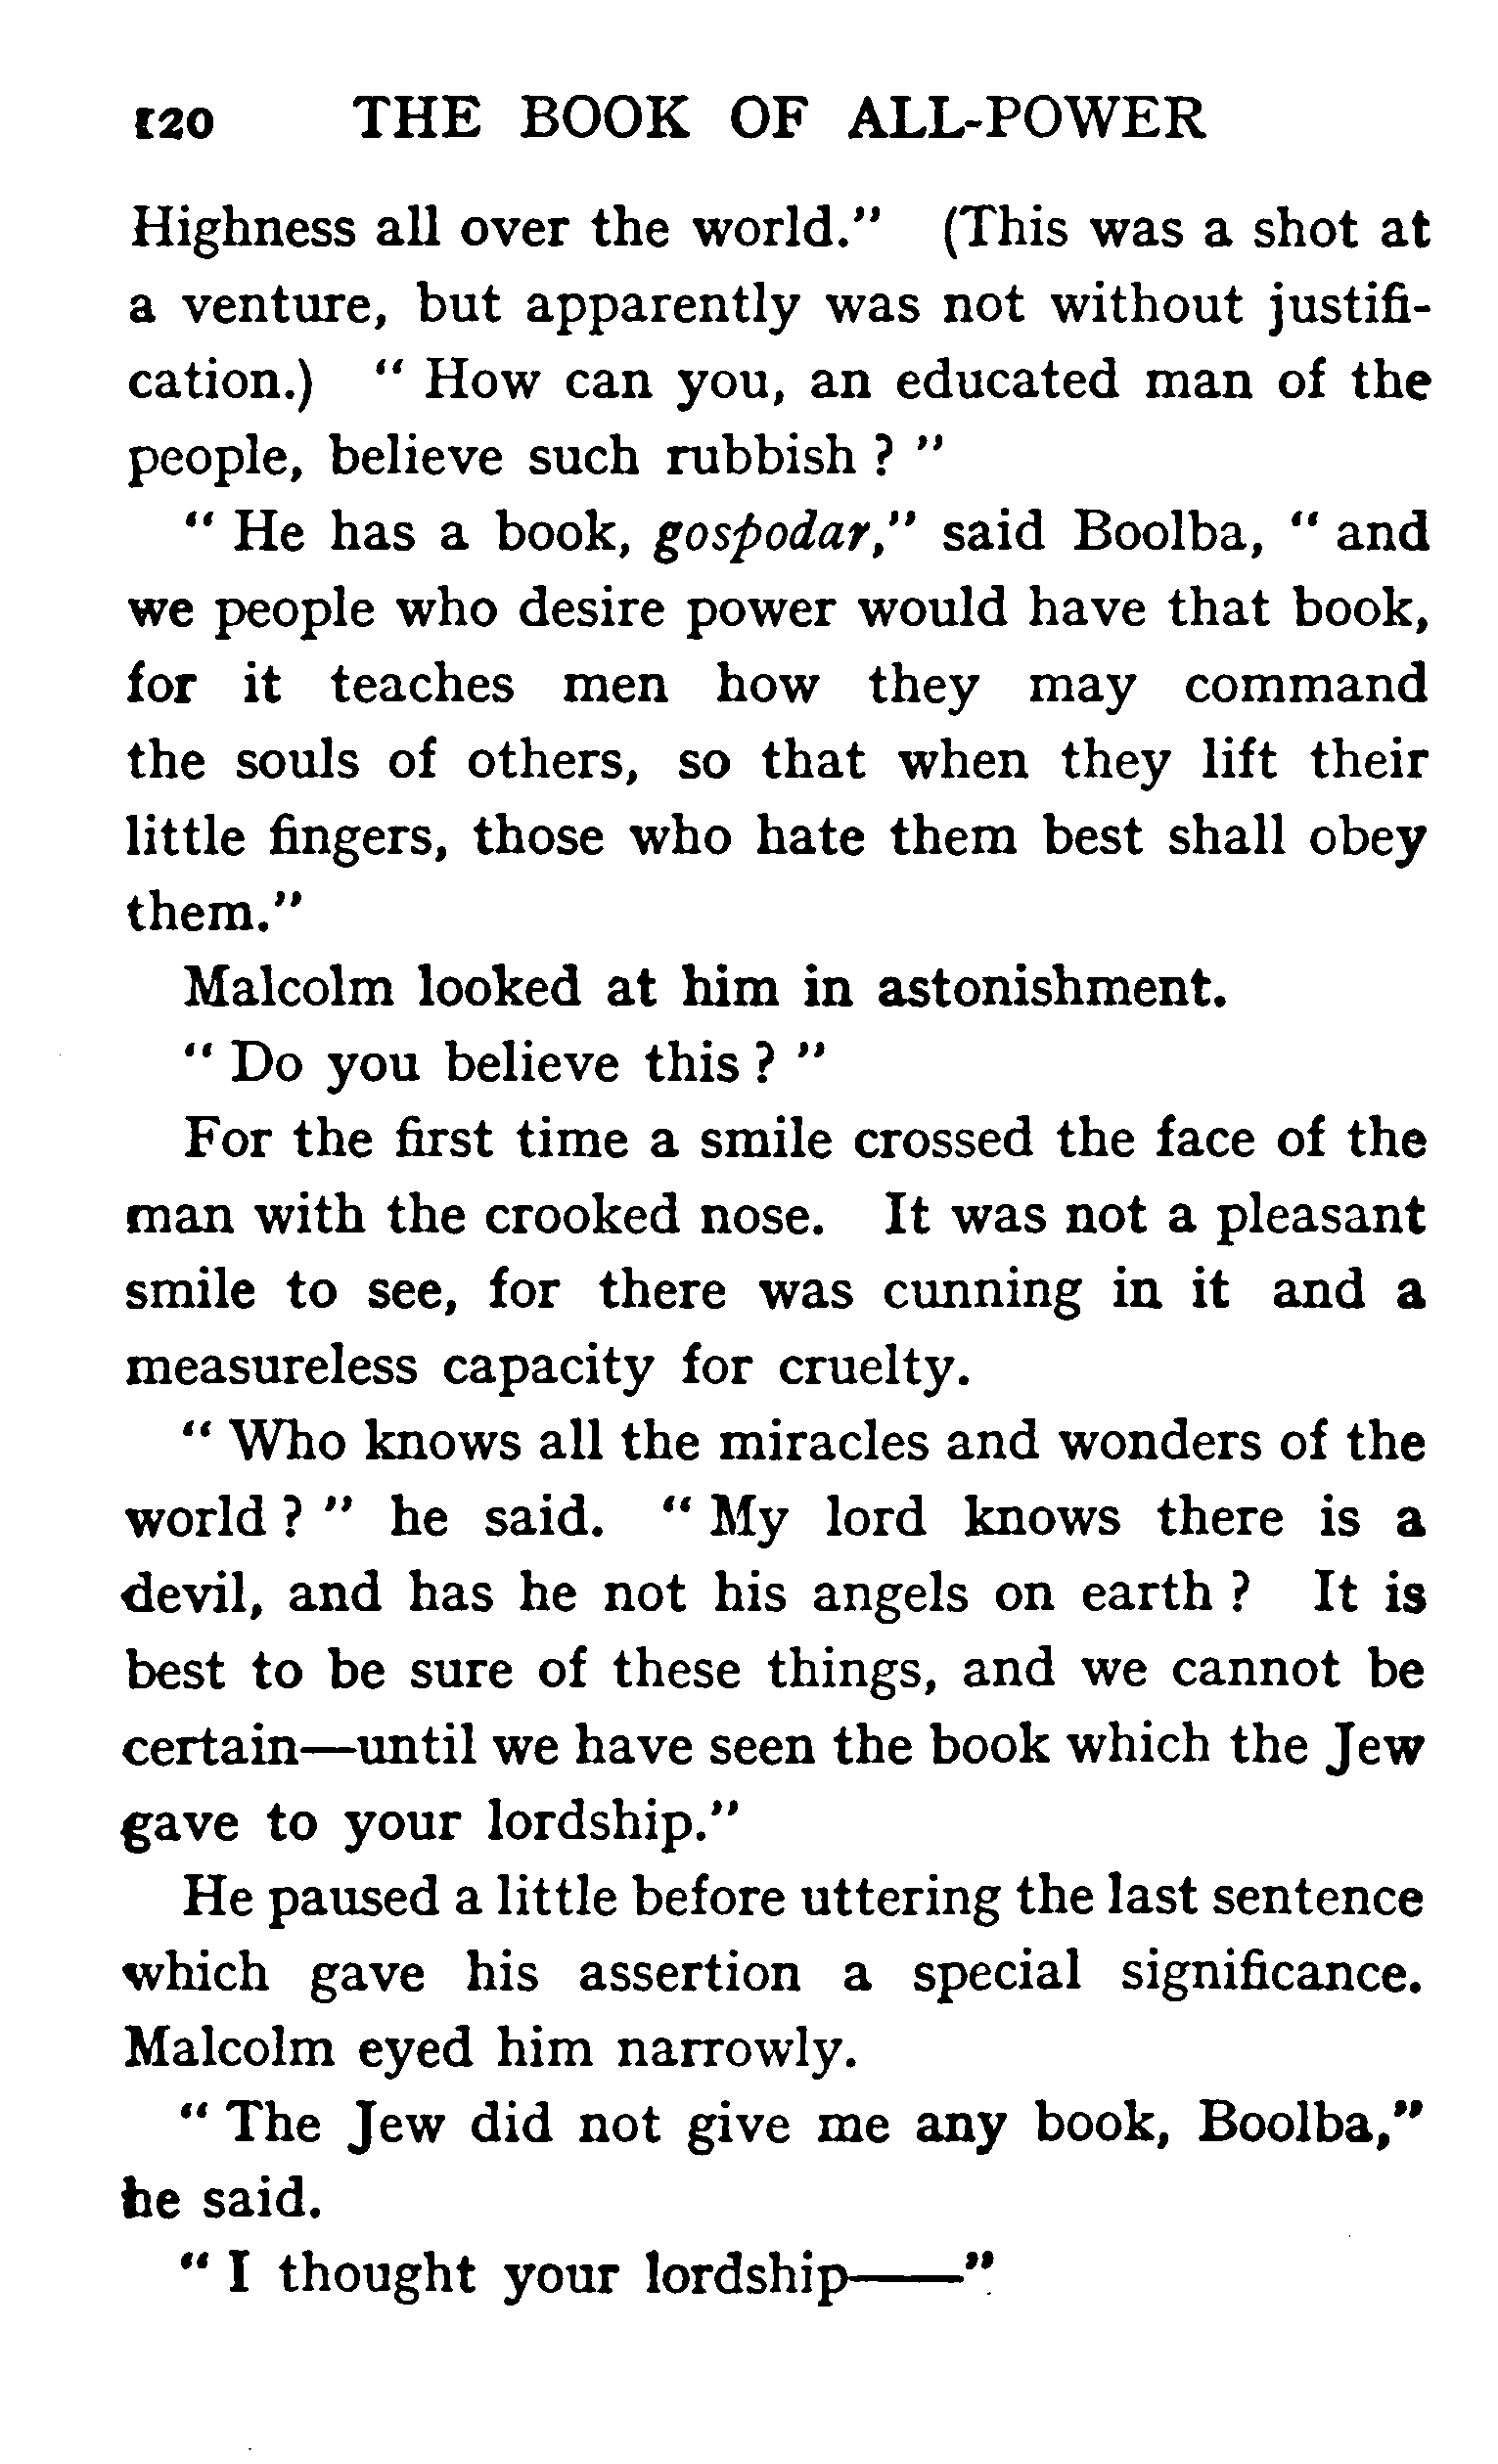 120 THE BOOK OF ALL-POWER
Highness all over the world." (This was a shot at
a venture, but apparently was not without justifi-
cation.) " How can you, an educated man of the
people, believe such rubbish ? "
" He has a book, gospodar," said Boolba, " and
we people who desire power would have that book,
for it teaches men how they may command
the souls of others, so that when they lift their
little fingers, those who hate them best shall obey
them."
Malcolm looked at him in astonishment.
" Do you believe this ? "
For the first time a smile crossed the face of the
man with the crooked nose. It was not a pleasant
smile to see, for there was cunning in it and a
measureless capacity for cruelty.
" Who knows all the miracles and wonders of the
world ? " he said. " My lord knows there is a
devil, and has he not his angels on earth ? It is
best to be sure of these things, and we cannot be
certain—until we have seen the book which the Jew
gave to your lordship."
He paused a little before uttering the last sentence
which gave his assertion a special significance.
Malcolm eyed him narrowly.
" The Jew did not give me any book, Boolba,"
he said.
" I thought your lordship——"